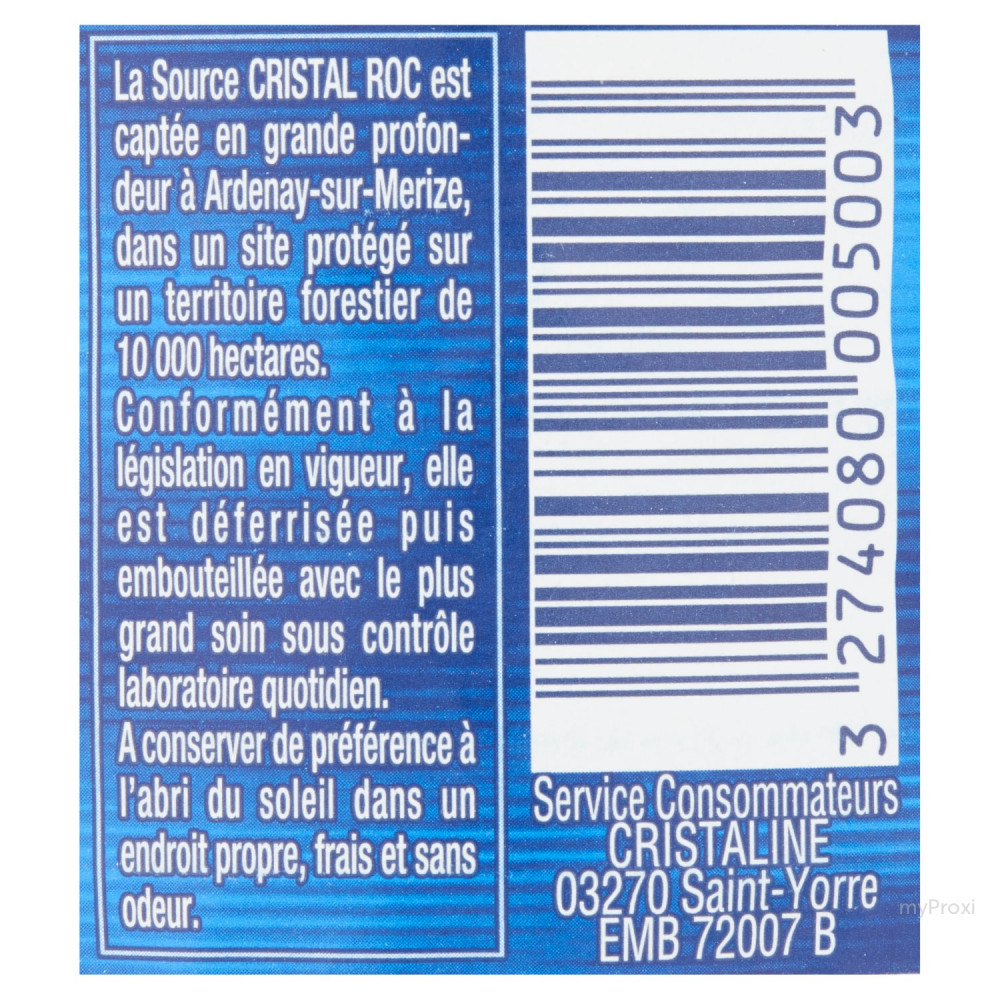 La Source CRISTAL ROC est
captée en grande profon-
deur à Ardenay-sur-Merize,
dans un site protégé sur
un territoire forestier de
10 000 hectares.
Conformément à la
législation en vigueur, elle
est déferrisée puis
embouteillée avec le plus
grand soin sous contrôle
laboratoire quotidien.
A conserver de préférence à
l'abri du soleil dans un
endroit propre, frais et sans
odeur.
3 274080 005003
Service Consommateurs
CRISTALINE
03270 Saint-Yorre
EMB 72007 B
myProxi